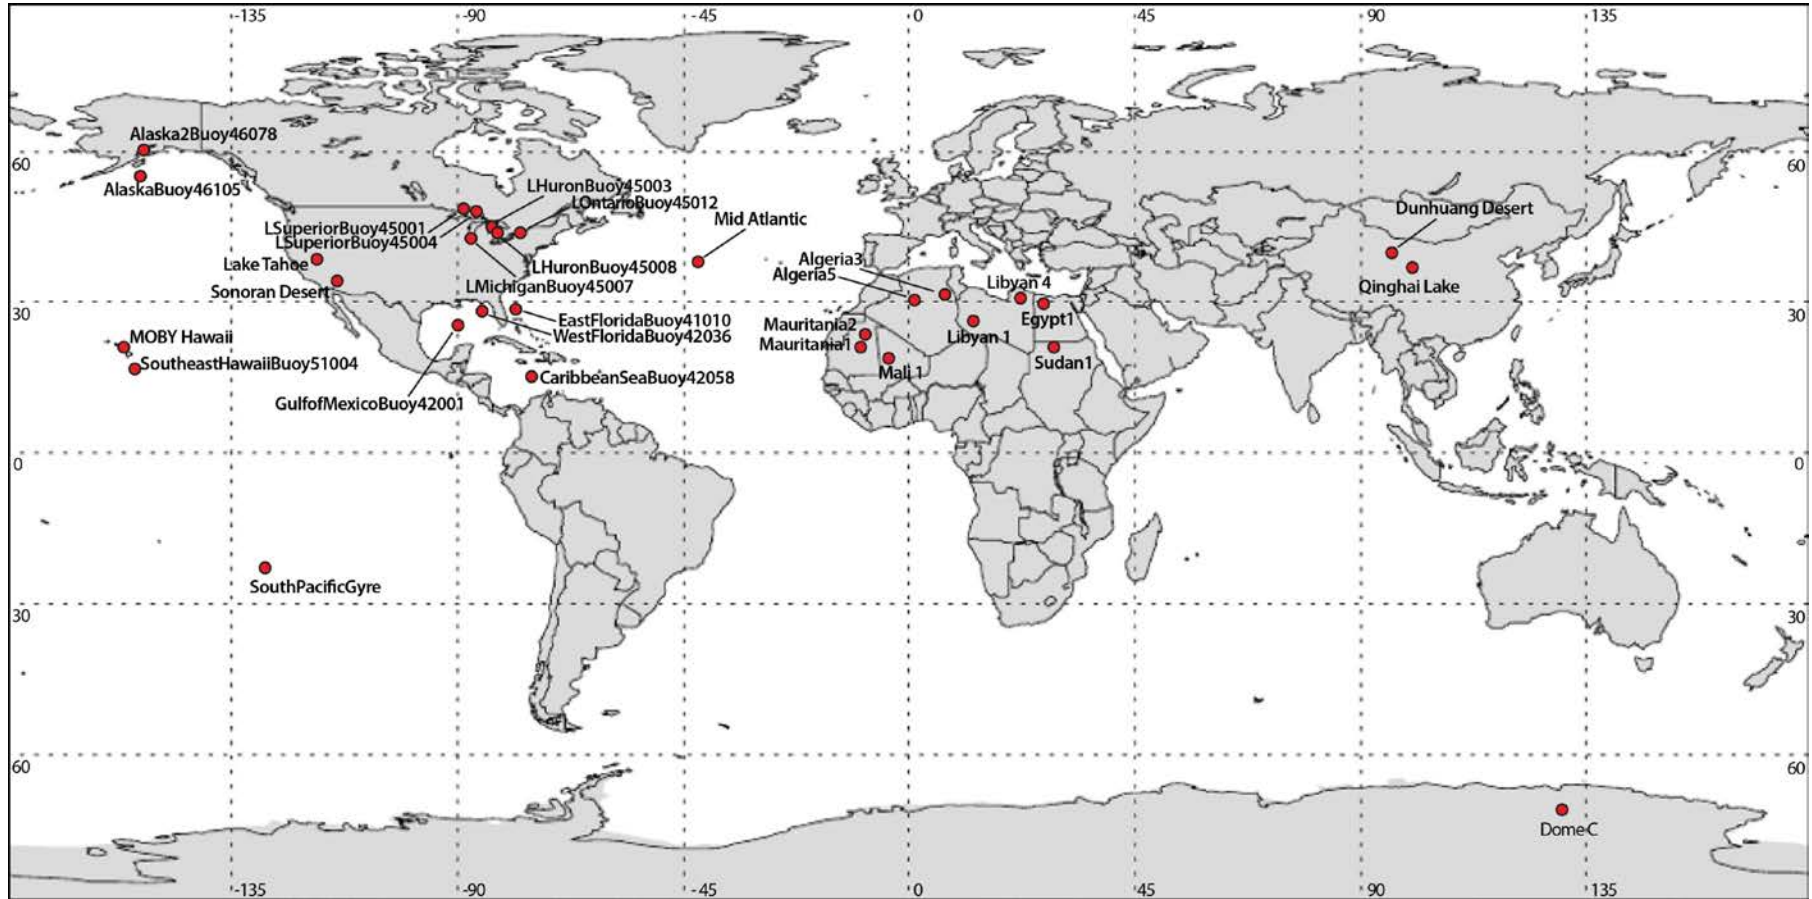 -135 -90 -45 0 45 90 135
Alaska2Buoy46078
60 60
AlaskaBuoy46105
LHuronBuoy45003
LOntarioBuoy45012
Dunhuang Desert
Mid Atlantic
LSuperiorBuoy45001
LSuperiorBuoy45004
Lake Tahoe
LHuronBuoy45008
Algeria3
Algeria5
Libyan 4
Qinghai Lake
Sonoran Desert
LMichiganBuoy45007
30 30
EastFloridaBuoy41010
Egypt1
WestFloridaBuoy42036
Mauritania2
MOBY Hawaii
Libyan 1
Mauritania1
SoutheastHawaiiBuoy51004
Sudan1
Mali 1
CaribbeanSeaBuoy42058
GulfofMexicoBuoy42001
0 0
SouthPacificGyre
30 30
60 60
Dome C
-135 -90 -45 0 45 90 135